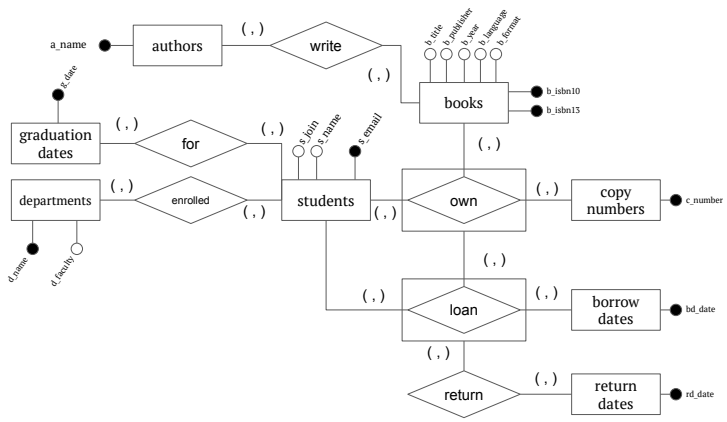 b_title
b_publisher
b_year
b_language
b_format
a_name
authors
( , )
write
( , )
g_date
books
b_isbn10
b_isbn13
graduation
dates
( , )
for
( , )
s_join
s_name
s_email
( , )
departments
( , )
enrolled
( , )
students
( , )
own
( , )
copy
numbers
c_number
d_name
d_faculty
( , )
( , )
loan
( , )
borrow
dates
bd_date
( , )
return
( , )
return
dates
rd_date